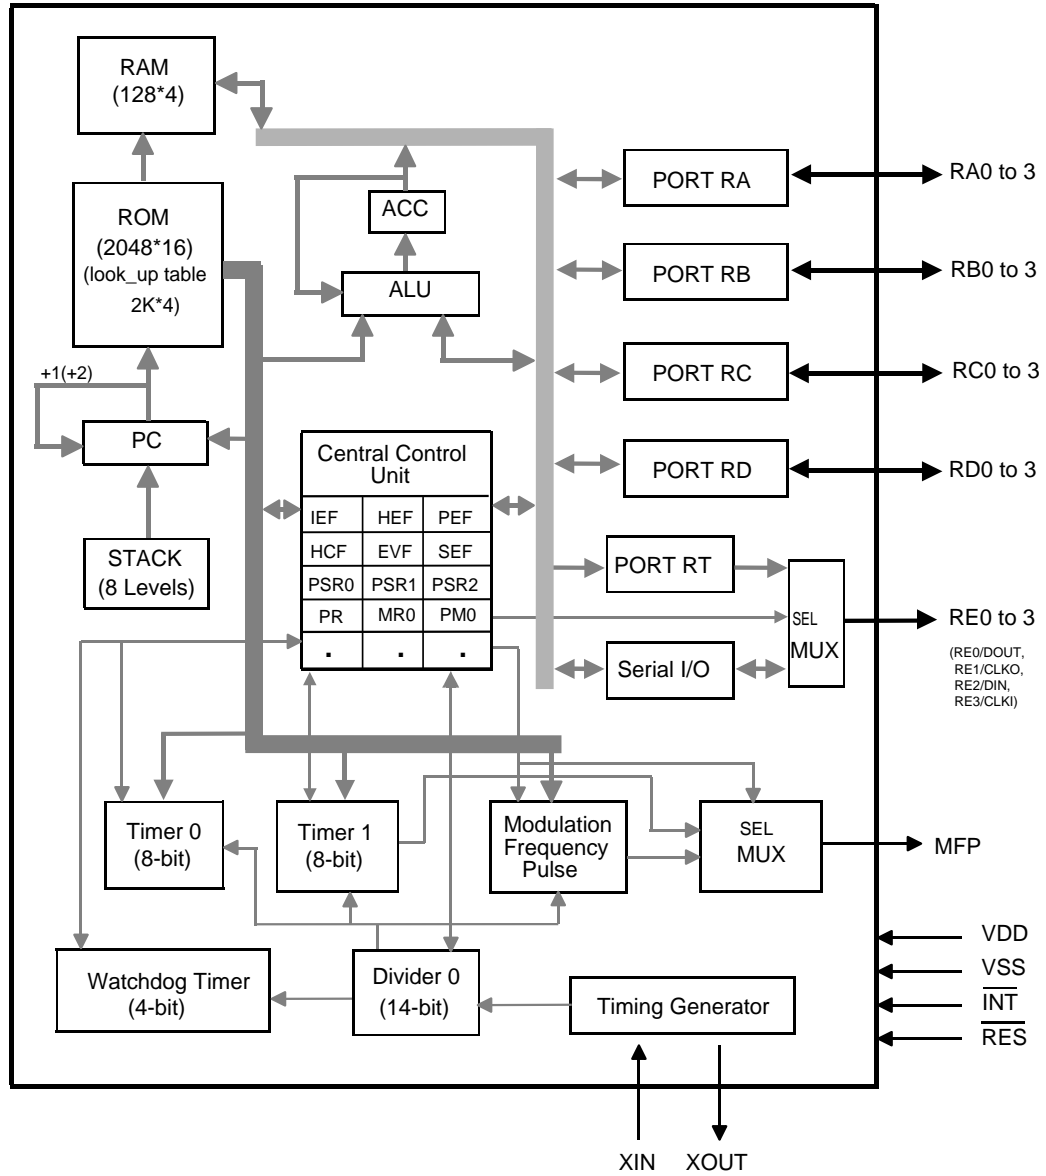 RAM
(128*4)
ROM
(2048*16)
(look_up table
2K*4)
+1(+2)
PC
STACK
(8 Levels)
ACC
ALU
Central Control
Unit
IEF HEF PEF
HCF EVF SEF
PSR0 PSR1 PSR2
PR MR0 PM0
. . .
PORT RA
PORT RB
PORT RC
PORT RD
PORT RT
Serial I/O
SEL
MUX
RA0 to 3
RB0 to 3
RC0 to 3
RD0 to 3
RE0 to 3
(RE0/DOUT,
RE1/CLKO,
RE2/DIN,
RE3/CLKI)
Timer 0
(8-bit)
Timer 1
(8-bit)
Modulation
Frequency
Pulse
SEL
MUX
MFP
Watchdog Timer
(4-bit)
Divider 0
(14-bit)
Timing Generator
VDD
VSS
INT
RES
XIN XOUT